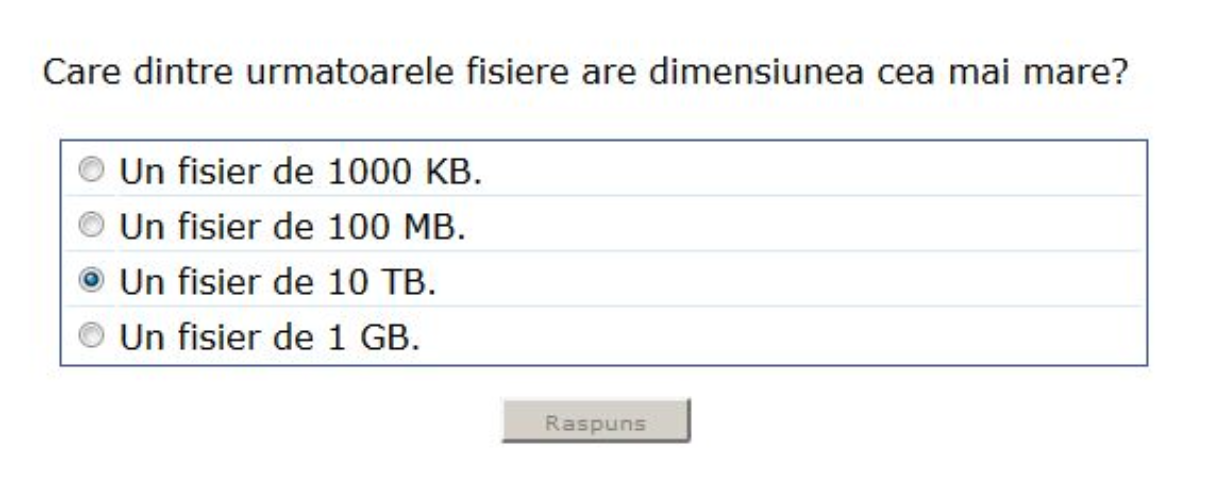 Care dintre urmatoarele fisiere are dimensiunea cea mai mare?
Un fisier de 1000 KB.
Un fisier de 100 MB.
Un fisier de 10 TB.
Un fisier de 1 GB.
Raspuns